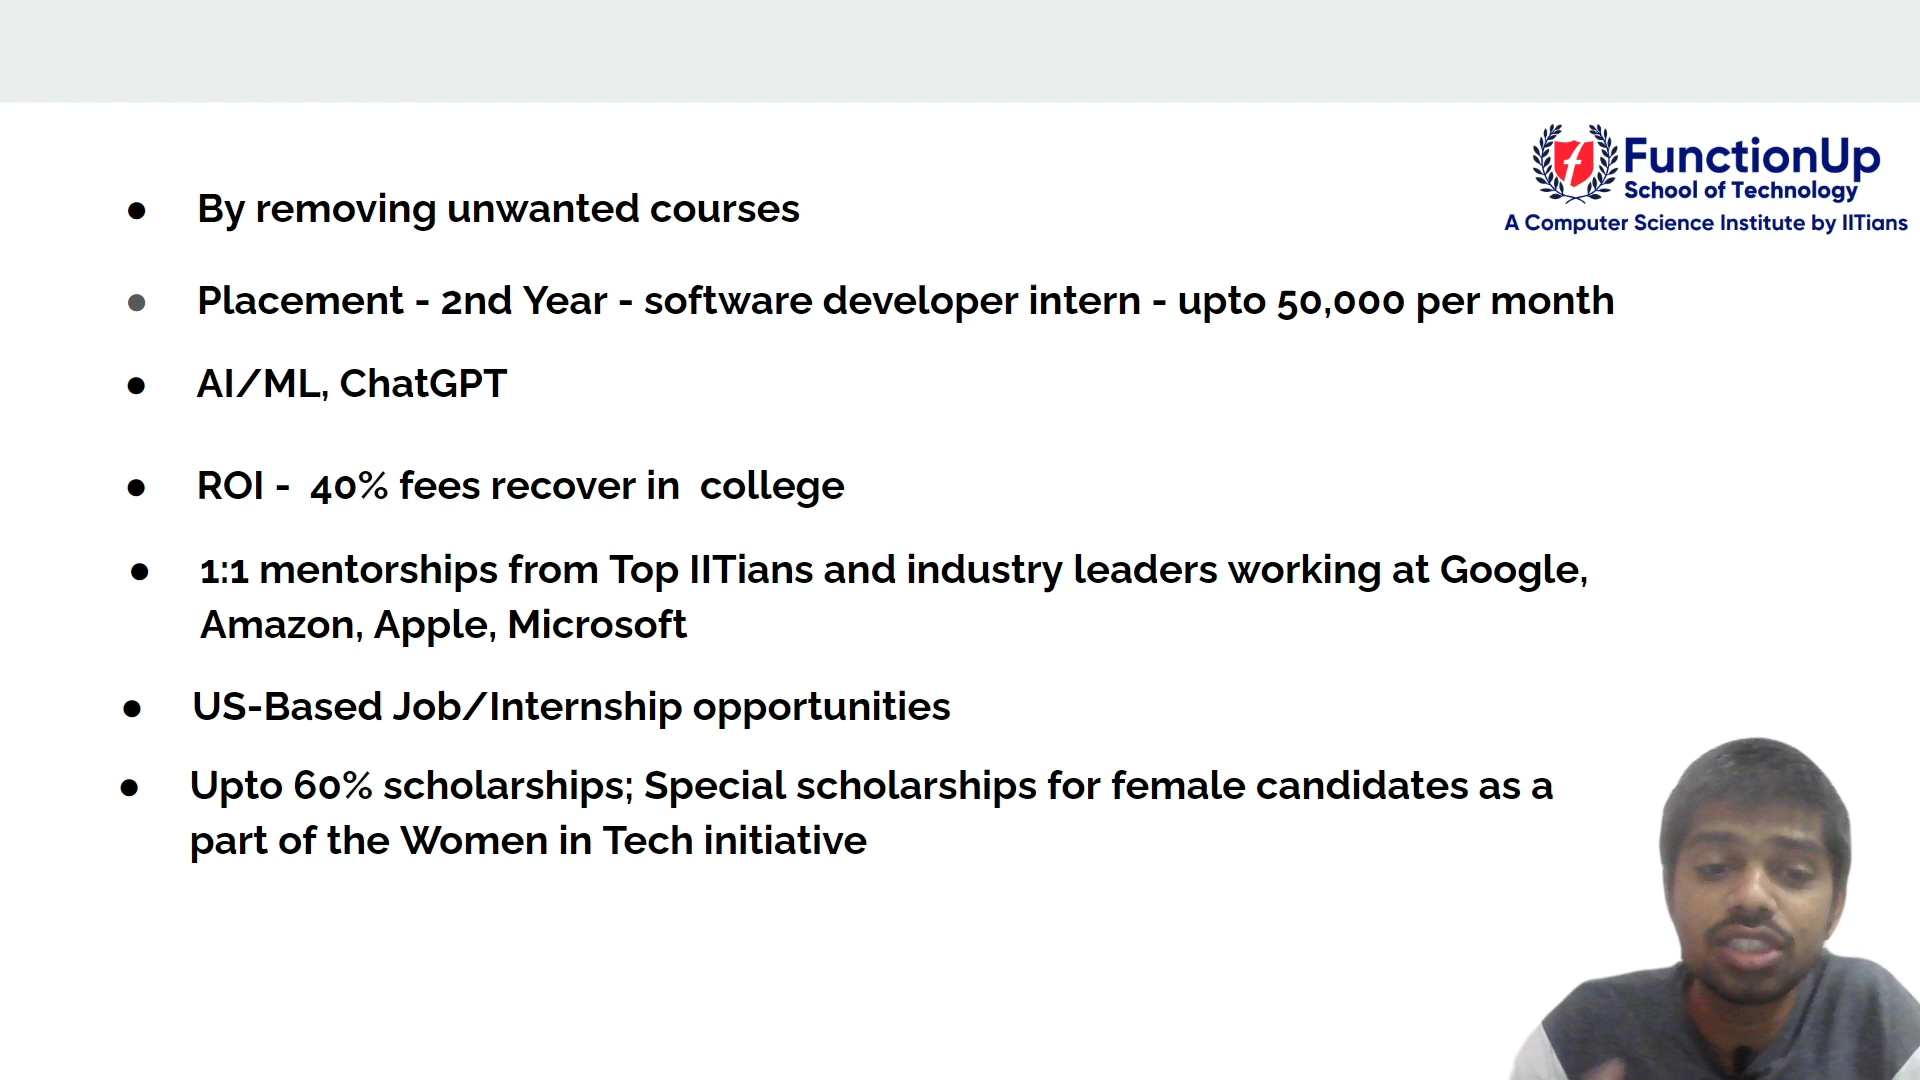 FunctionUp
School of Technology
A Computer Science Institute by IITians
● By removing unwanted courses
● Placement - 2nd Year - software developer intern - upto 50,000 per month
● AI/ML, ChatGPT
● ROI - 40% fees recover in college
● 1:1 mentorships from Top IITians and industry leaders working at Google,
Amazon, Apple, Microsoft
● US-Based Job/Internship opportunities
● Upto 60% scholarships; Special scholarships for female candidates as a
part of the Women in Tech initiative